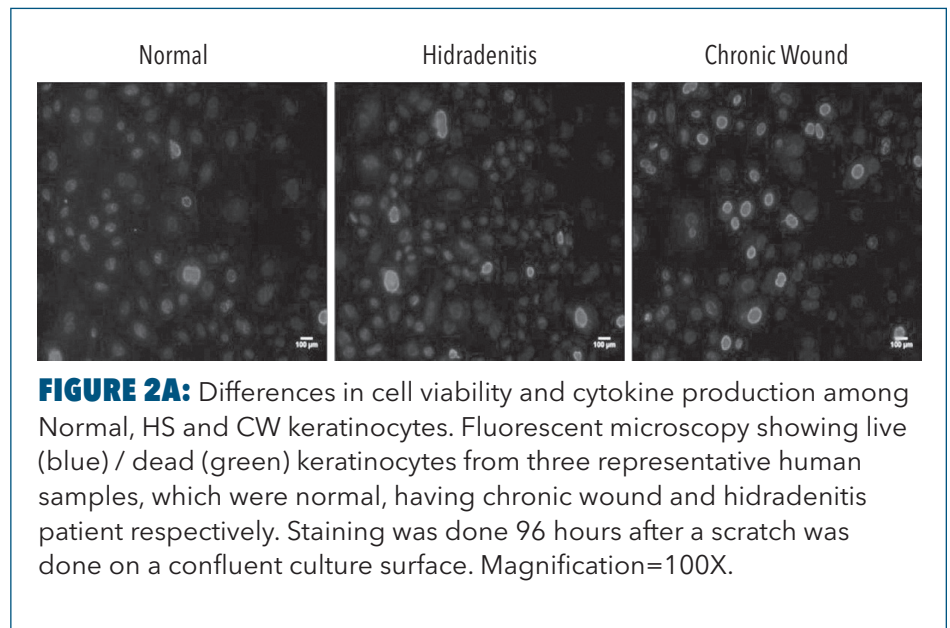 Normal
Hidradenitis
Chronic Wound
100 μm
100 μm
100 μm
FIGURE 2A: Differences in cell viability and cytokine production among
Normal, HS and CW keratinocytes. Fluorescent microscopy showing live
(blue) / dead (green) keratinocytes from three representative human
samples, which were normal, having chronic wound and hidradenitis
patient respectively. Staining was done 96 hours after a scratch was
done on a confluent culture surface. Magnification=100X.